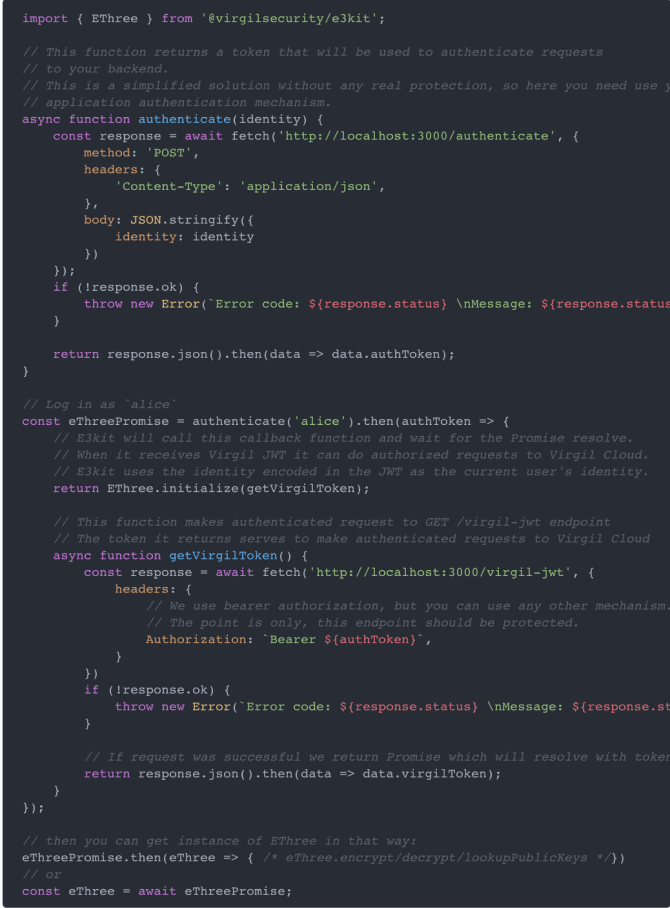 import { EThree } from '@virgilsecurity/e3kit';

// This function returns a token that will be used to authenticate requests
// to your backend.
// This is a simplified solution without any real protection, so here you need use
// application authentication mechanism.
async function authenticate(identity) {
    const response = await fetch('http://localhost:3000/authenticate', {
        method: 'POST',
        headers: {
            'Content-Type': 'application/json',
        },
        body: JSON.stringify({
            identity: identity
        })
    });
    if (!response.ok) {
        throw new Error(`Error code: ${response.status} \nMessage: ${response.status
    }

    return response.json().then(data => data.authToken);
}

// Log in as `alice`
const eThreePromise = authenticate('alice').then(authToken => {
    // E3kit will call this callback function and wait for the Promise resolve.
    // When it receives Virgil JWT it can do authorized requests to Virgil Cloud.
    // E3kit uses the identity encoded in the JWT as the current user's identity.
    return EThree.initialize(getVirgilToken);

    // This function makes authenticated request to GET /virgil-jwt endpoint
    // The token it returns serves to make authenticated requests to Virgil Cloud
    async function getVirgilToken() {
        const response = await fetch('http://localhost:3000/virgil-jwt', {
            headers: {
                // We use bearer authorization, but you can use any other mechanism.
                // The point is only, this endpoint should be protected.
                Authorization: `Bearer ${authToken}`,
            }
        })
        if (!response.ok) {
            throw new Error(`Error code: ${response.status} \nMessage: ${response.st
        }

        // If request was successful we return Promise which will resolve with token
        return response.json().then(data => data.virgilToken);
    }
});

// then you can get instance of EThree in that way:
eThreePromise.then(eThree => { /* eThree.encrypt/decrypt/lookupPublicKeys */})
// or
const eThree = await eThreePromise;